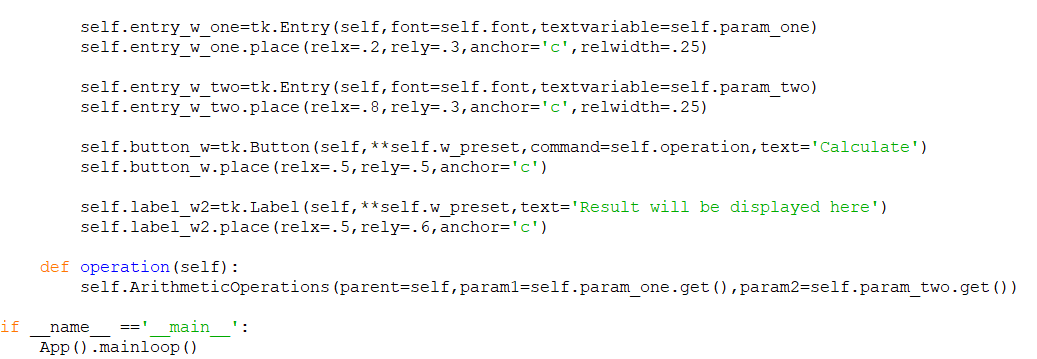 self.entry_w_one=tk.Entry(self,font=self.font,textvariable=self.param_one)
        self.entry_w_one.place(relx=.2,rely=.3,anchor='c',relwidth=.25)

        self.entry_w_two=tk.Entry(self,font=self.font,textvariable=self.param_two)
        self.entry_w_two.place(relx=.8,rely=.3,anchor='c',relwidth=.25)

        self.button_w=tk.Button(self,**self.w_preset,command=self.operation,text='Calculate')
        self.button_w.place(relx=.5,rely=.5,anchor='c')

        self.label_w2=tk.Label(self,**self.w_preset,text='Result will be displayed here')
        self.label_w2.place(relx=.5,rely=.6,anchor='c')

    def operation(self):
        self.ArithmeticOperations(parent=self,param1=self.param_one.get(),param2=self.param_two.get())

if __name__ =='__main__':
    App().mainloop()